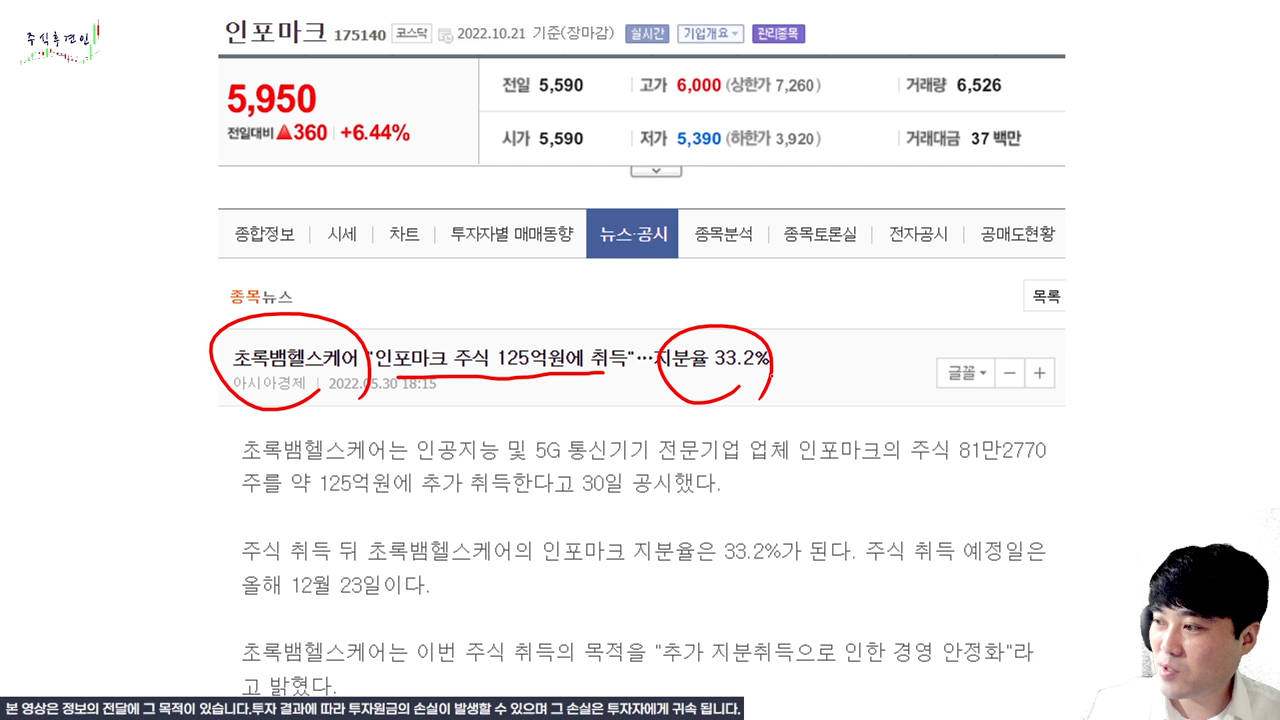 주식후견인
인포마크 175140 코스닥 2022.10.21 기준(장마감) 실시간 기업개요 관리종목
5,950
전일대비 ▲360 +6.44%
전일 5,590 고가 6,000 (상한가 7,260) 거래량 6,526
시가 5,590 저가 5,390 (하한가 3,920) 거래대금 37 백만
종합정보 시세 차트 투자자별 매매동향 뉴스·공시 종목분석 종목토론실 전자공시 공매도현황
종목뉴스 목록
초록뱀헬스케어 "인포마크 주식 125억원에 취득"…지분율 33.2%
아시아경제 2022.05.30 18:15
글꼴 − +
초록뱀헬스케어는 인공지능 및 5G 통신기기 전문기업 업체 인포마크의 주식 81만2770
주를 약 125억원에 추가 취득한다고 30일 공시했다.
주식 취득 뒤 초록뱀헬스케어의 인포마크 지분율은 33.2%가 된다. 주식 취득 예정일은
올해 12월 23일이다.
초록뱀헬스케어는 이번 주식 취득의 목적을 "추가 지분취득으로 인한 경영 안정화"라
고 밝혔다.
본 영상은 정보의 전달에 그 목적이 있습니다.투자 결과에 따라 투자원금의 손실이 발생할 수 있으며 그 손실은 투자자에게 귀속 됩니다.